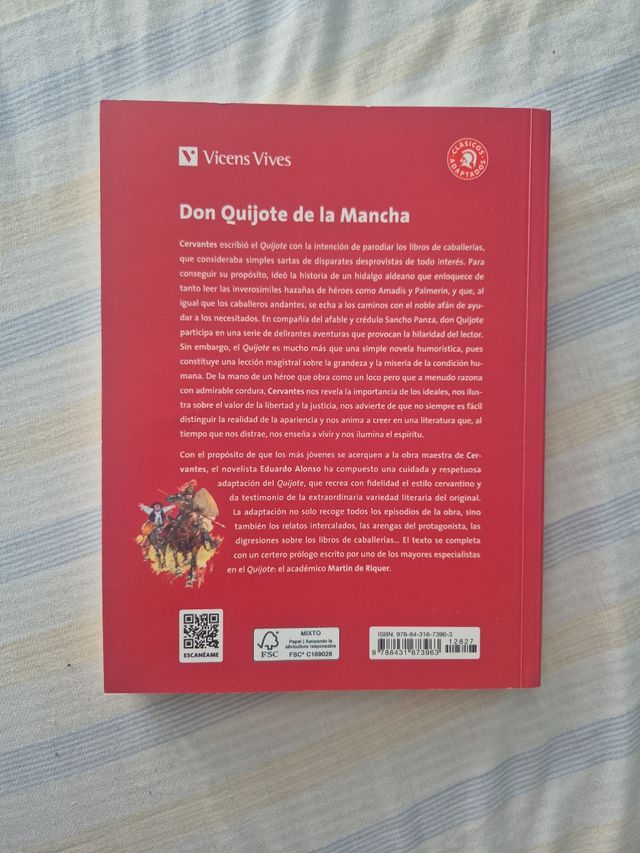 Vicens Vives
CLÁSICOS ADAPTADOS
Don Quijote de la Mancha
Cervantes escribió el Quijote con la intención de parodiar los libros de caballerías,
que consideraba simples sartas de disparates desprovistas de todo interés. Para
conseguir su propósito, ideó la historia de un hidalgo aldeano que enloquece de
tanto leer las inverosímiles hazañas de héroes como Amadís y Palmerín, y que, al
igual que los caballeros andantes, se echa a los caminos con el noble afán de ayu-
dar a los necesitados. En compañía del afable y crédulo Sancho Panza, don Quijote
participa en una serie de delirantes aventuras que provocan la hilaridad del lector.
Sin embargo, el Quijote es mucho más que una simple novela humorística, pues
constituye una lección magistral sobre la grandeza y la miseria de la condición hu-
mana. De la mano de un héroe que obra como un loco pero que a menudo razona
con admirable cordura, Cervantes nos revela la importancia de los ideales, nos ilus-
tra sobre el valor de la libertad y la justicia, nos advierte de que no siempre es fácil
distinguir la realidad de la apariencia y nos anima a creer en una literatura que, al
tiempo que nos distrae, nos enseña a vivir y nos ilumina el espíritu.
Con el propósito de que los más jóvenes se acerquen a la obra maestra de Cer-
vantes, el novelista Eduardo Alonso ha compuesto una cuidada y respetuosa
adaptación del Quijote, que recrea con fidelidad el estilo cervantino y
da testimonio de la extraordinaria variedad literaria del original.
La adaptación no solo recoge todos los episodios de la obra, sino
también los relatos intercalados, las arengas del protagonista, las
digresiones sobre los libros de caballerías... El texto se completa
con un certero prólogo escrito por uno de los mayores especialistas
en el Quijote: el académico Martín de Riquer.
ESCANÉAME
FSC
MIXTO
Papel | Apoyando la
silvicultura responsable
FSC® C169028
ISBN: 978-84-316-7396-3
12827
9 788431 673963